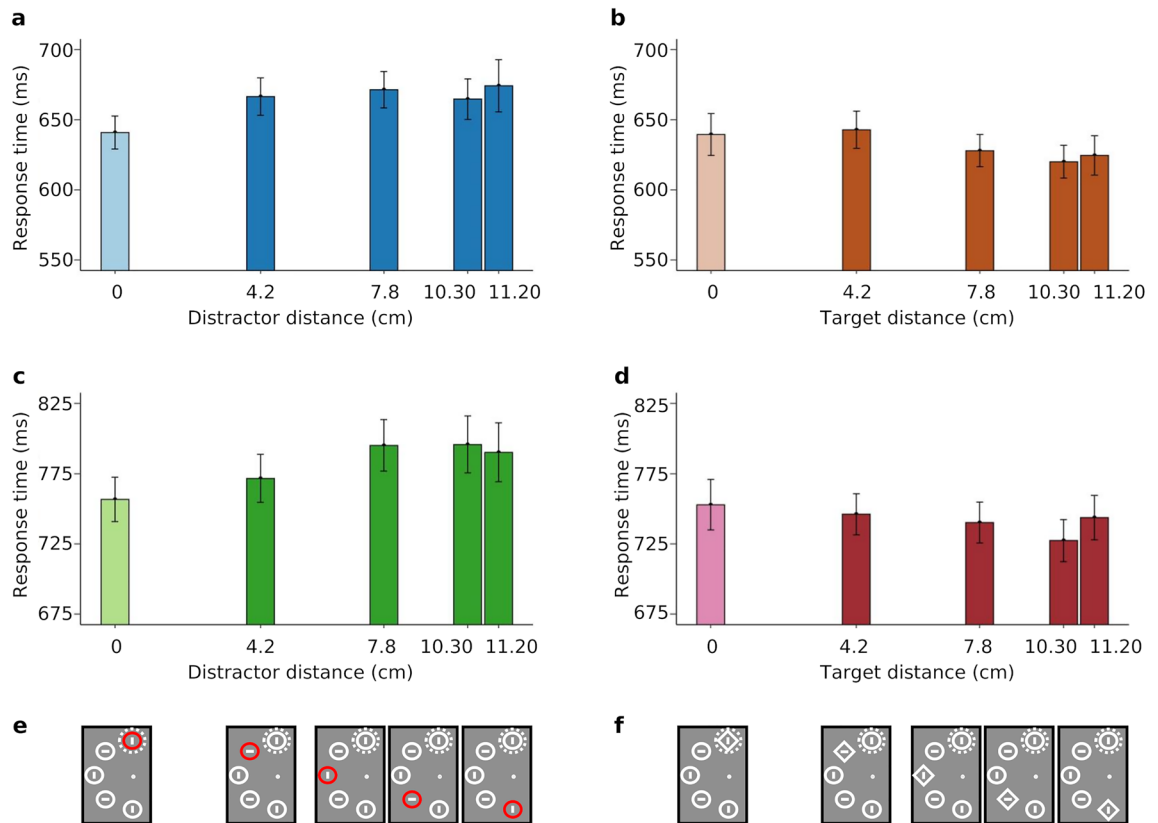 a
Response time (ms)
700
650
600
550
0 4.2 7.8 10.30 11.20
Distractor distance (cm)
b
Response time (ms)
700
650
600
550
0 4.2 7.8 10.30 11.20
Target distance (cm)
c
Response time (ms)
825
775
725
675
0 4.2 7.8 10.30 11.20
Distractor distance (cm)
d
Response time (ms)
825
775
725
675
0 4.2 7.8 10.30 11.20
Target distance (cm)
e
f